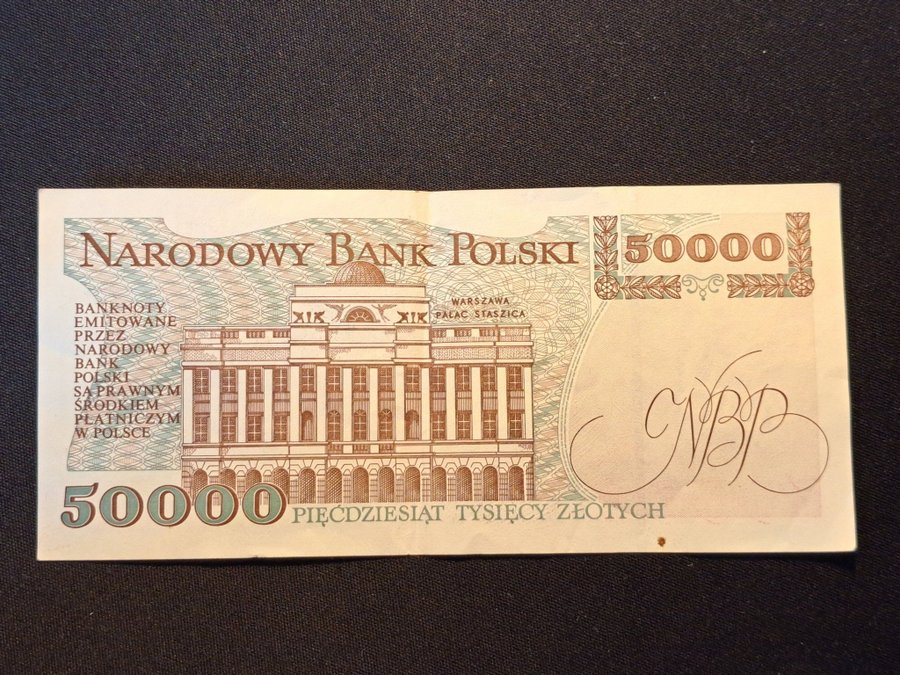 NARODOWY BANK POLSKI
50000
WARSZAWA
PAŁAC STASZICA
BANKNOTY
EMITOWANE
PRZEZ
NARODOWY
BANK
POLSKI
SĄ PRAWNYM
ŚRODKIEM
PŁATNICZYM
W POLSCE
NBP
50000
PIĘĆDZIESIĄT TYSIĘCY ZŁOTYCH